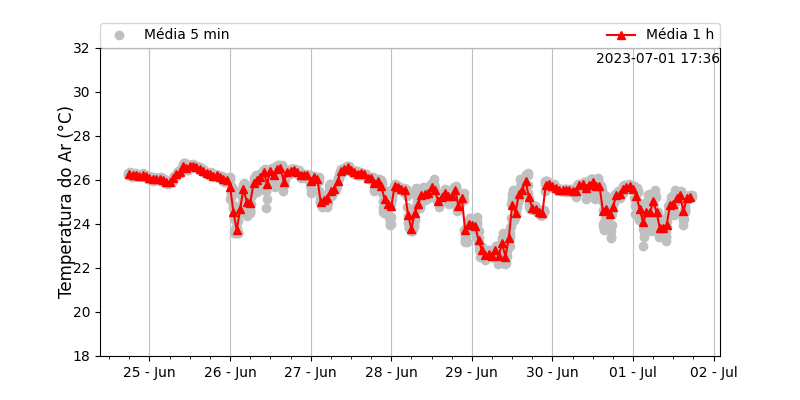 Média 5 min
Média 1 h
2023-07-01 17:36
Temperatura do Ar (°C)
32
30
28
26
24
22
20
18
25 - Jun
26 - Jun
27 - Jun
28 - Jun
29 - Jun
30 - Jun
01 - Jul
02 - Jul